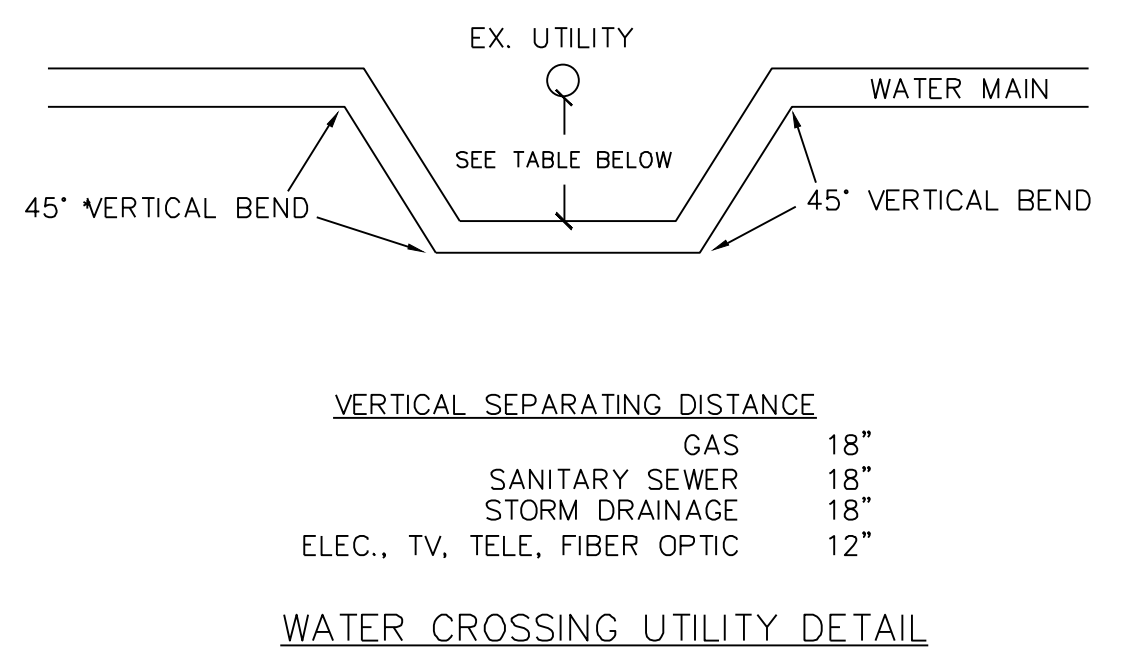 EX. UTILITY
WATER MAIN
SEE TABLE BELOW
45° *VERTICAL BEND
45° VERTICAL BEND
VERTICAL SEPARATING DISTANCE
GAS 18"
SANITARY SEWER 18"
STORM DRAINAGE 18"
ELEC., TV, TELE, FIBER OPTIC 12"
WATER CROSSING UTILITY DETAIL